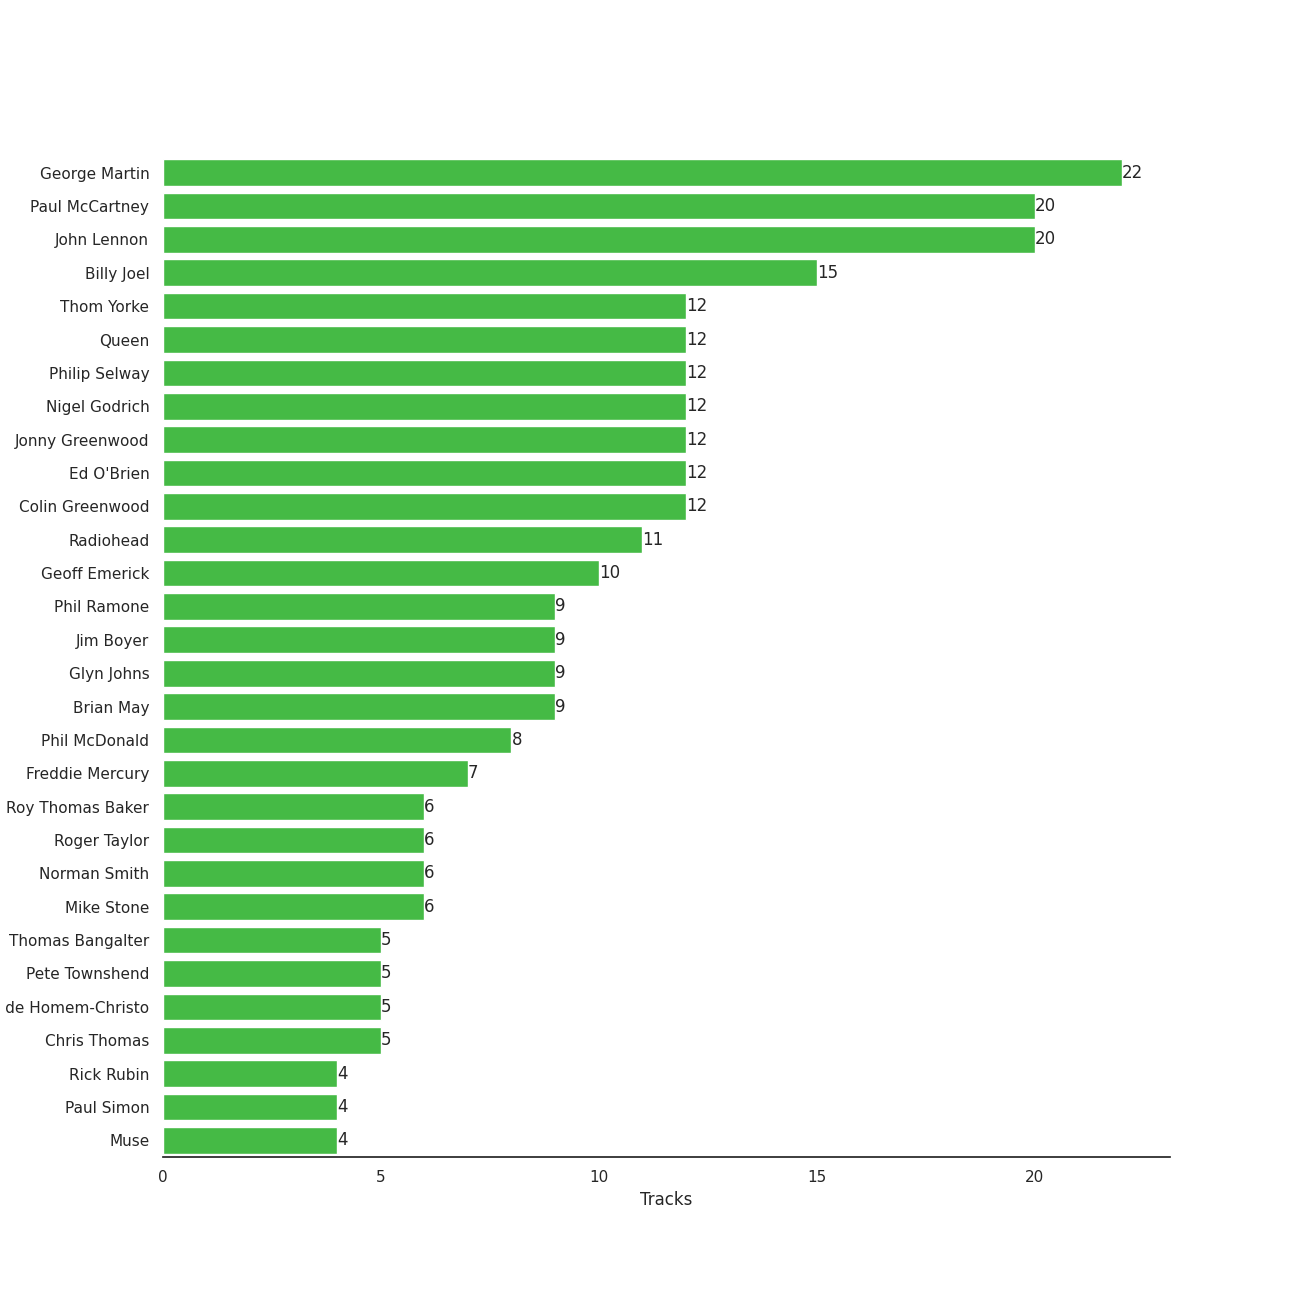 George Martin 22
Paul McCartney 20
John Lennon 20
Billy Joel 15
Thom Yorke 12
Queen 12
Philip Selway 12
Nigel Godrich 12
Jonny Greenwood 12
Ed O'Brien 12
Colin Greenwood 12
Radiohead 11
Geoff Emerick 10
Phil Ramone 9
Jim Boyer 9
Glyn Johns 9
Brian May 9
Phil McDonald 8
Freddie Mercury 7
Roy Thomas Baker 6
Roger Taylor 6
Norman Smith 6
Mike Stone 6
Thomas Bangalter 5
Pete Townshend 5
de Homem-Christo 5
Chris Thomas 5
Rick Rubin 4
Paul Simon 4
Muse 4
0 5 10 15 20
Tracks